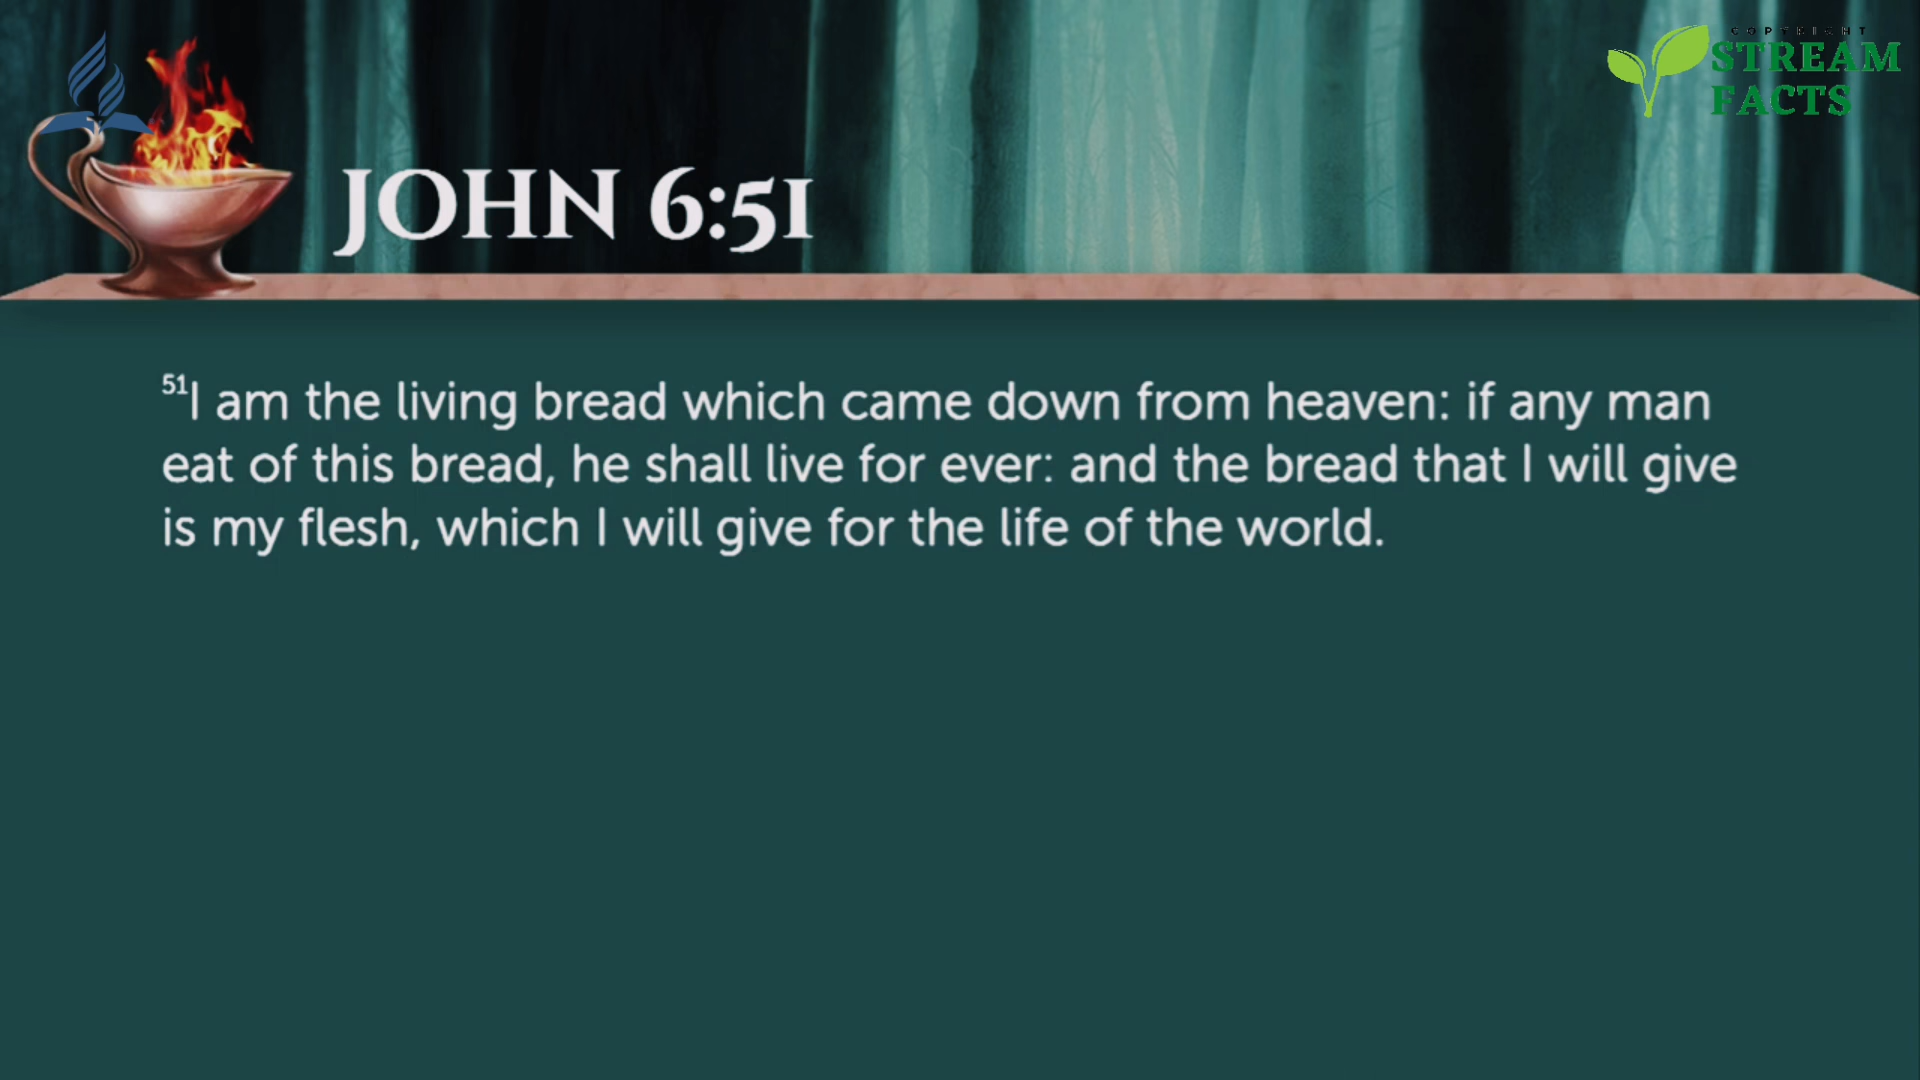 COPYRIGHT
STREAM
FACTS
JOHN 6:51
51I am the living bread which came down from heaven: if any man
eat of this bread, he shall live for ever: and the bread that I will give
is my flesh, which I will give for the life of the world.